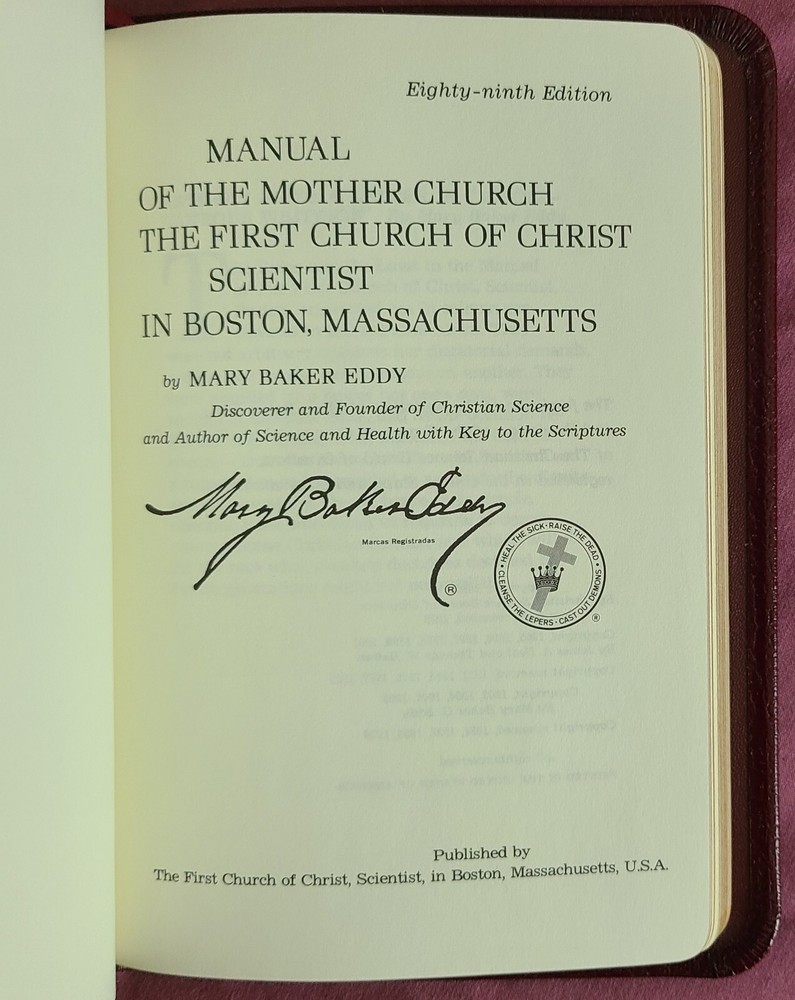 Eighty-ninth Edition
MANUAL
OF THE MOTHER CHURCH
THE FIRST CHURCH OF CHRIST
SCIENTIST
IN BOSTON, MASSACHUSETTS
by MARY BAKER EDDY
Discoverer and Founder of Christian Science
and Author of Science and Health with Key to the Scriptures
Mary Baker Eddy
Marcas Registradas
®
HEAL THE SICK · RAISE THE DEAD · CAST OUT DEMONS · CLEANSE THE LEPERS ·
®
Published by
The First Church of Christ, Scientist, in Boston, Massachusetts, U.S.A.